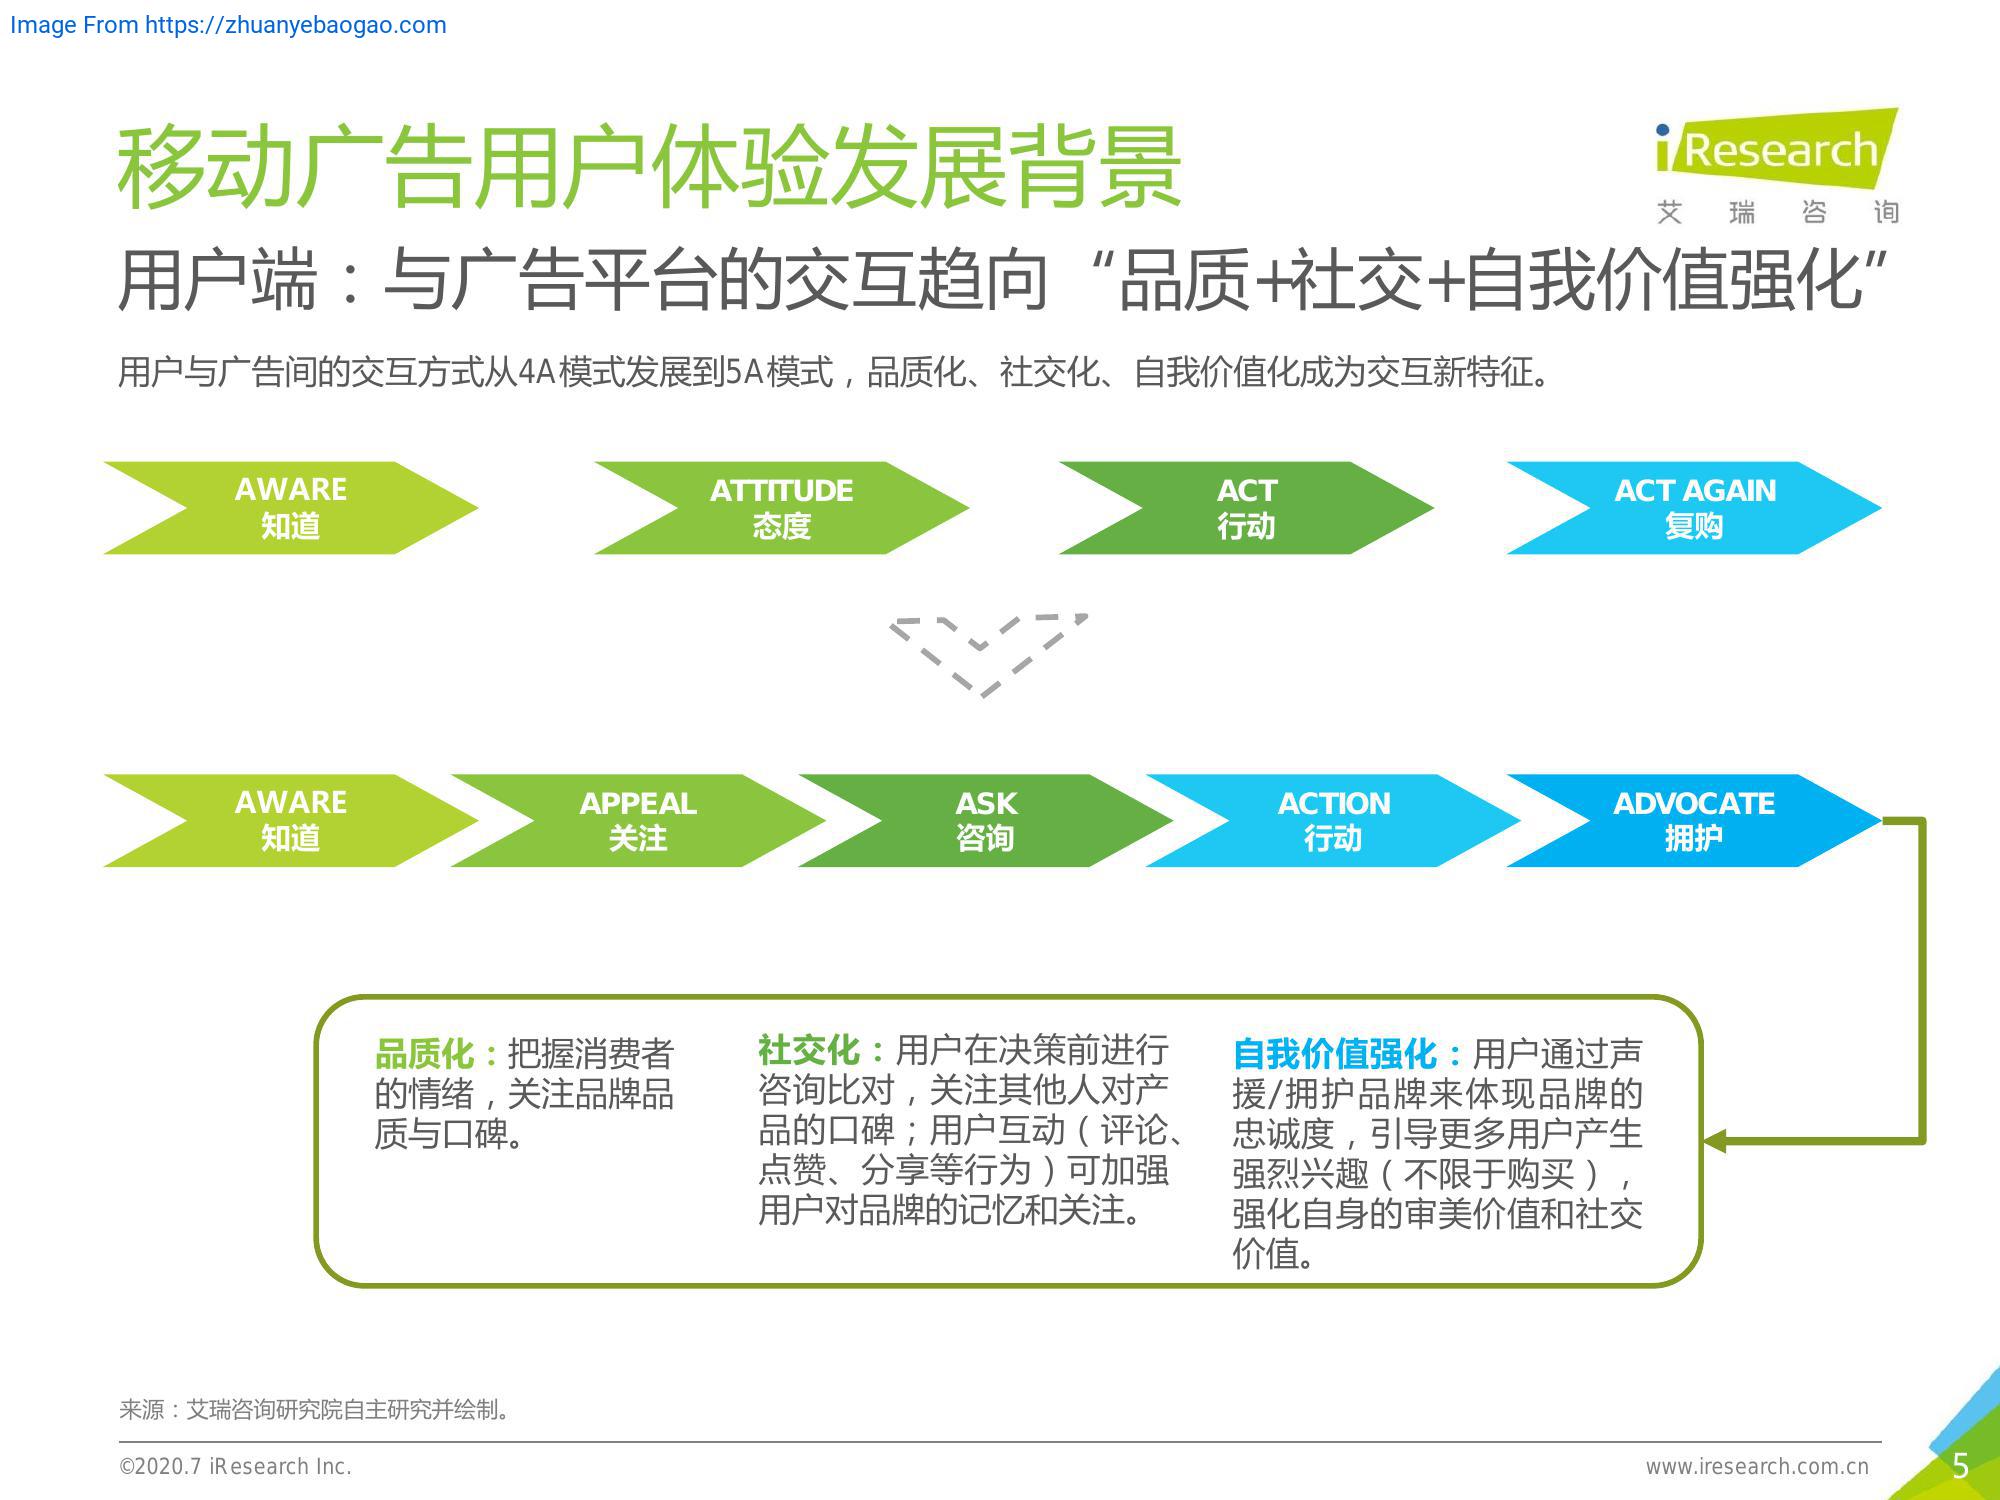 Image From https://zhuanyebaogao.com
移动广告用户体验发展背景
iResearch
艾瑞咨询
用户端：与广告平台的交互趋向“品质+社交+自我价值强化”
用户与广告间的交互方式从4A模式发展到5A模式，品质化、社交化、自我价值化成为交互新特征。
AWARE
知道
ATTITUDE
态度
ACT
行动
ACT AGAIN
复购
AWARE
知道
APPEAL
关注
ASK
咨询
ACTION
行动
ADVOCATE
拥护
品质化：把握消费者
的情绪，关注品牌品
质与口碑。
社交化：用户在决策前进行
咨询比对，关注其他人对产
品的口碑；用户互动（评论、
点赞、分享等行为）可加强
用户对品牌的记忆和关注。
自我价值强化：用户通过声
援/拥护品牌来体现品牌的
忠诚度，引导更多用户产生
强烈兴趣（不限于购买），
强化自身的审美价值和社交
价值。
来源：艾瑞咨询研究院自主研究并绘制。
©2020.7 iResearch Inc.
www.iresearch.com.cn
5